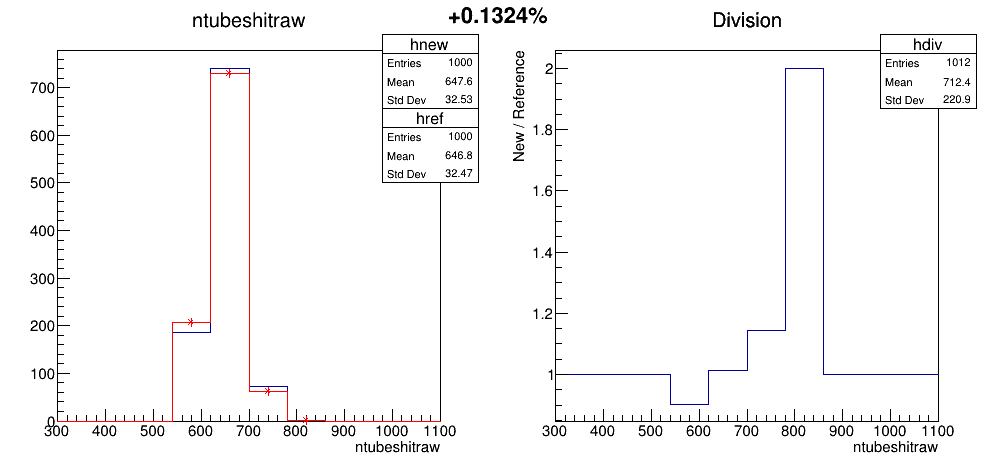 +0.1324%
ntubeshitraw
hnew
Entries 1000
Mean 647.6
Std Dev 32.53
href
Entries 1000
Mean 646.8
Std Dev 32.47
700
600
500
400
300
200
100
0
300 400 500 600 700 800 900 1000 1100
ntubeshitraw
Division
hdiv
Entries 1012
Mean 712.4
Std Dev 220.9
New / Reference
2
1.8
1.6
1.4
1.2
1
300 400 500 600 700 800 900 1000 1100
ntubeshitraw